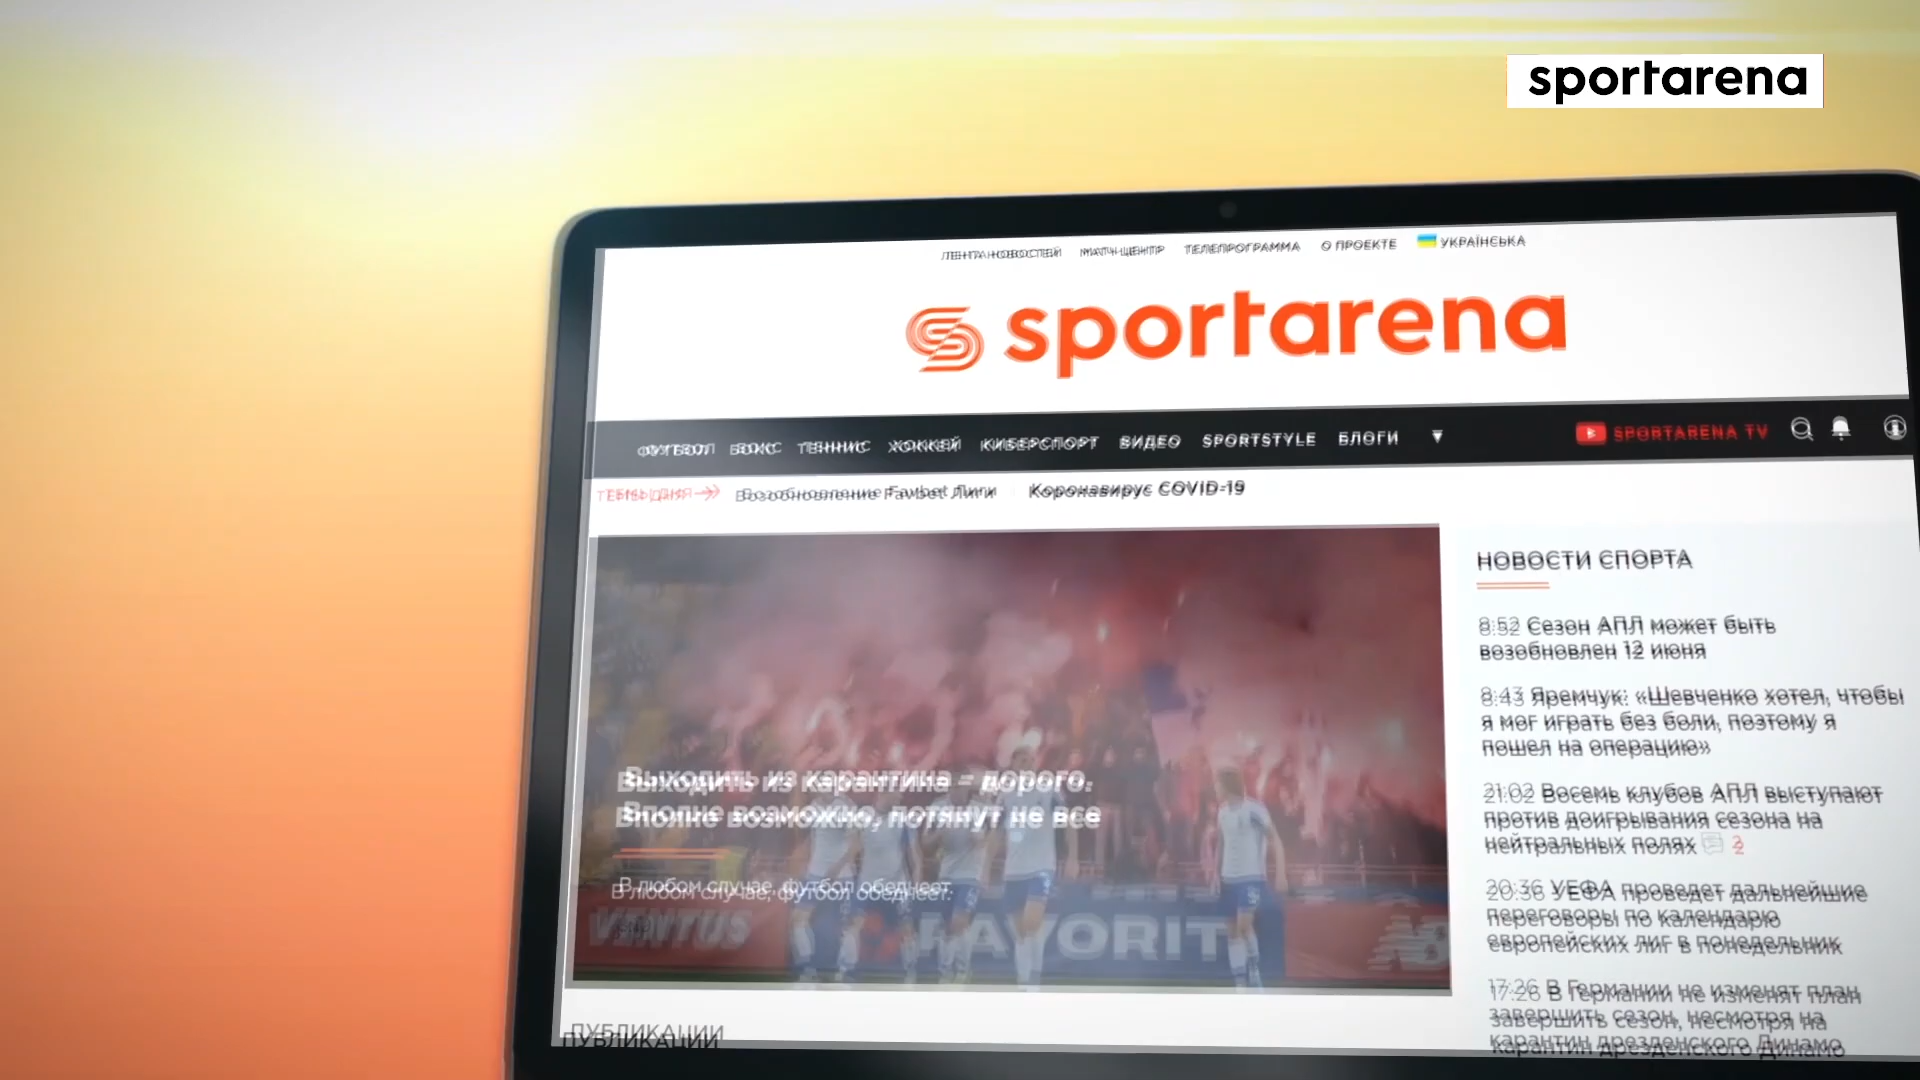 sportarena
ЛЕНТА НОВОСТЕЙ МАТЧ-ЦЕНТР ТЕЛЕПРОГРАММА О ПРОЕКТЕ УКРАЇНСЬКА
sportarena
ФУТБОЛ БОКС ТЕННИС ХОККЕЙ КИБЕРСПОРТ ВИДЕО SPORTSTYLE БЛОГИ SPORTARENA TV
ТЕМЫ ДНЯ Возобновление Favbet Лиги Коронавирус COVID-19
Выходить из карантина – дорого.
Вполне возможно, потянут не все
В любом случае, футбол обеднеет.
FAVORIT
NB
ПУБЛИКАЦИИ
НОВОСТИ СПОРТА
8:52 Сезон АПЛ может быть
возобновлен 12 июня
8:43 Яремчук: «Шевченко хотел, чтобы
я мог играть без боли, поэтому я
пошел на операцию»
21:02 Восемь клубов АПЛ выступают
против доигрывания сезона на
нейтральных полях 2
20:36 УЕФА проведет дальнейшие
переговоры по календарю
европейских лиг в понедельник
17:26 В Германии не изменят план
завершить сезон, несмотря на
карантин дрезденского Динамо